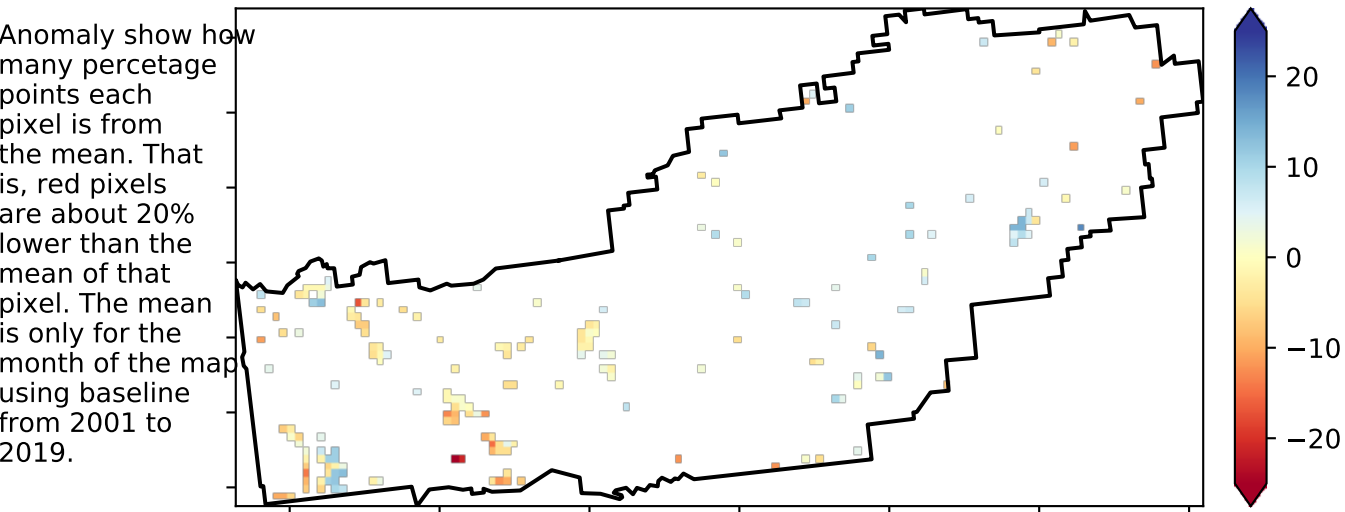 Anomaly show how
many percetage
points each
pixel is from
the mean. That
is, red pixels
are about 20%
lower than the
mean of that
pixel. The mean
is only for the
month of the map
using baseline
from 2001 to
2019.
20
10
0
−10
−20